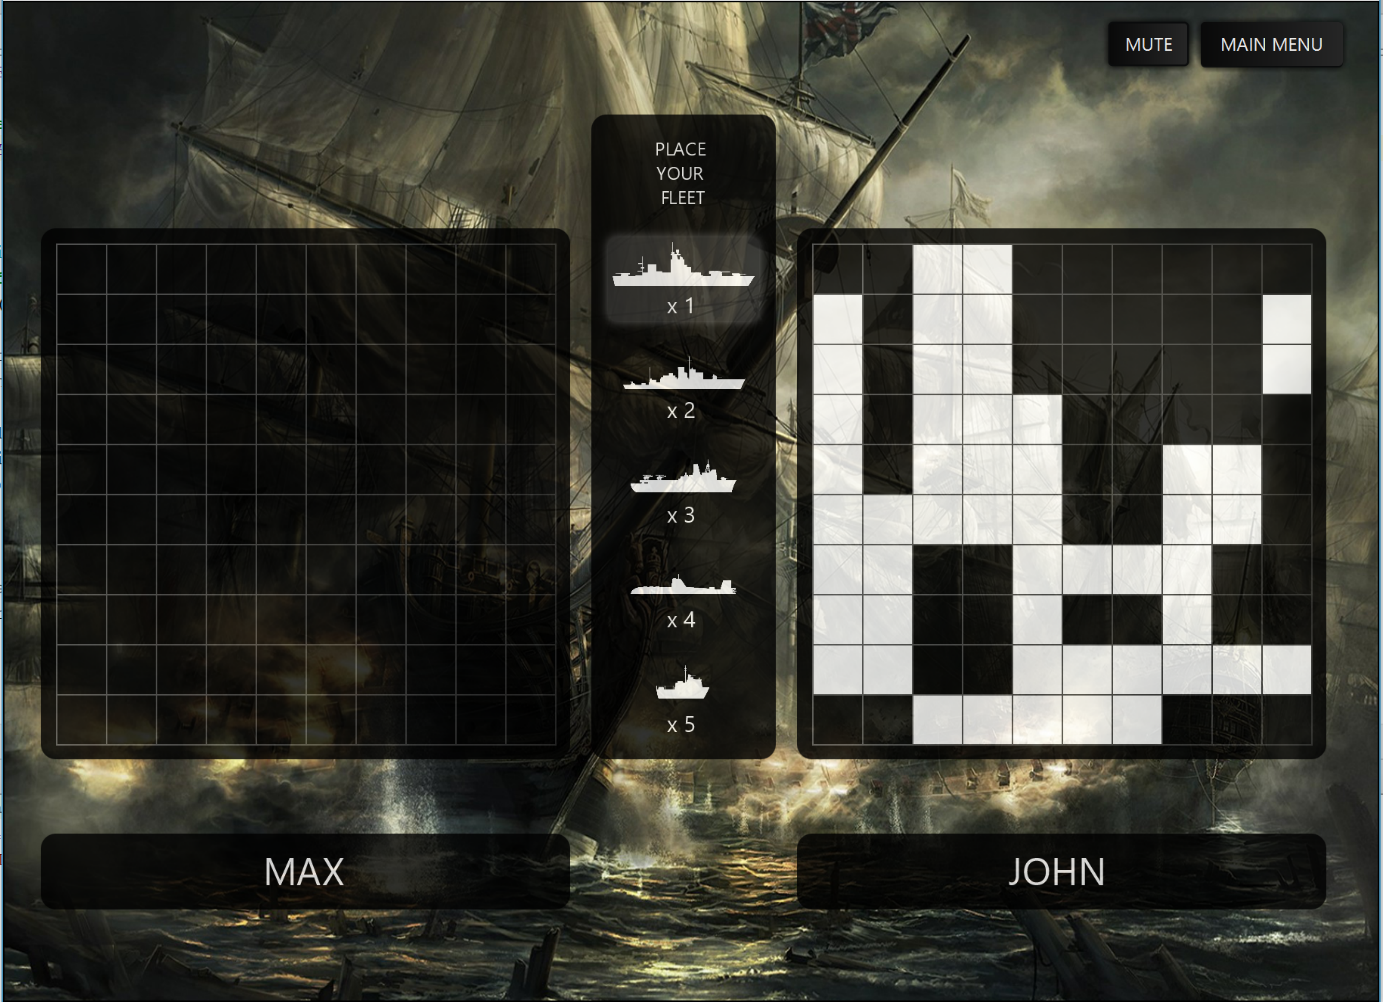 MUTE MAIN MENU
PLACE
YOUR
FLEET
x 1
x 2
x 3
x 4
x 5
MAX
JOHN